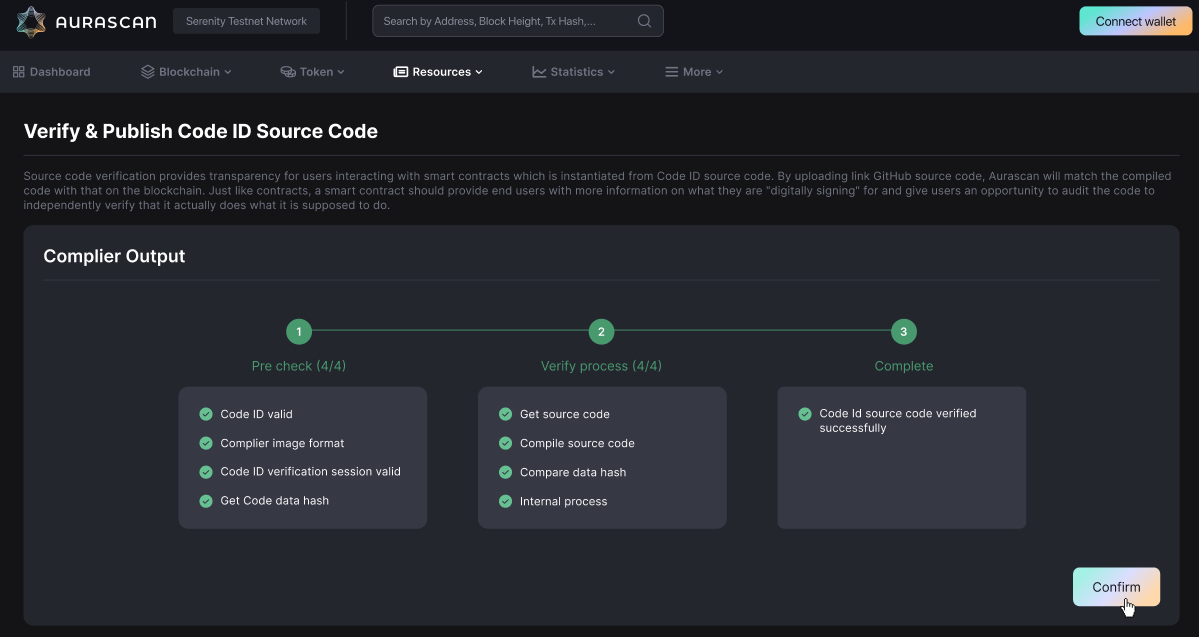 AURASCAN
Serenity Testnet Network
Search by Address, Block Height, Tx Hash,...
Connect wallet
Dashboard
Blockchain
Token
Resources
Statistics
More
Verify & Publish Code ID Source Code
Source code verification provides transparency for users interacting with smart contracts which is instantiated from Code ID source code. By uploading link GitHub source code, Aurascan will match the compiled
code with that on the blockchain. Just like contracts, a smart contract should provide end users with more information on what they are "digitally signing" for and give users an opportunity to audit the code to
independently verify that it actually does what it is supposed to do.
Complier Output
1
2
3
Pre check (4/4)
Verify process (4/4)
Complete
Code ID valid
Complier image format
Code ID verification session valid
Get Code data hash
Get source code
Compile source code
Compare data hash
Internal process
Code Id source code verified
successfully
Confirm